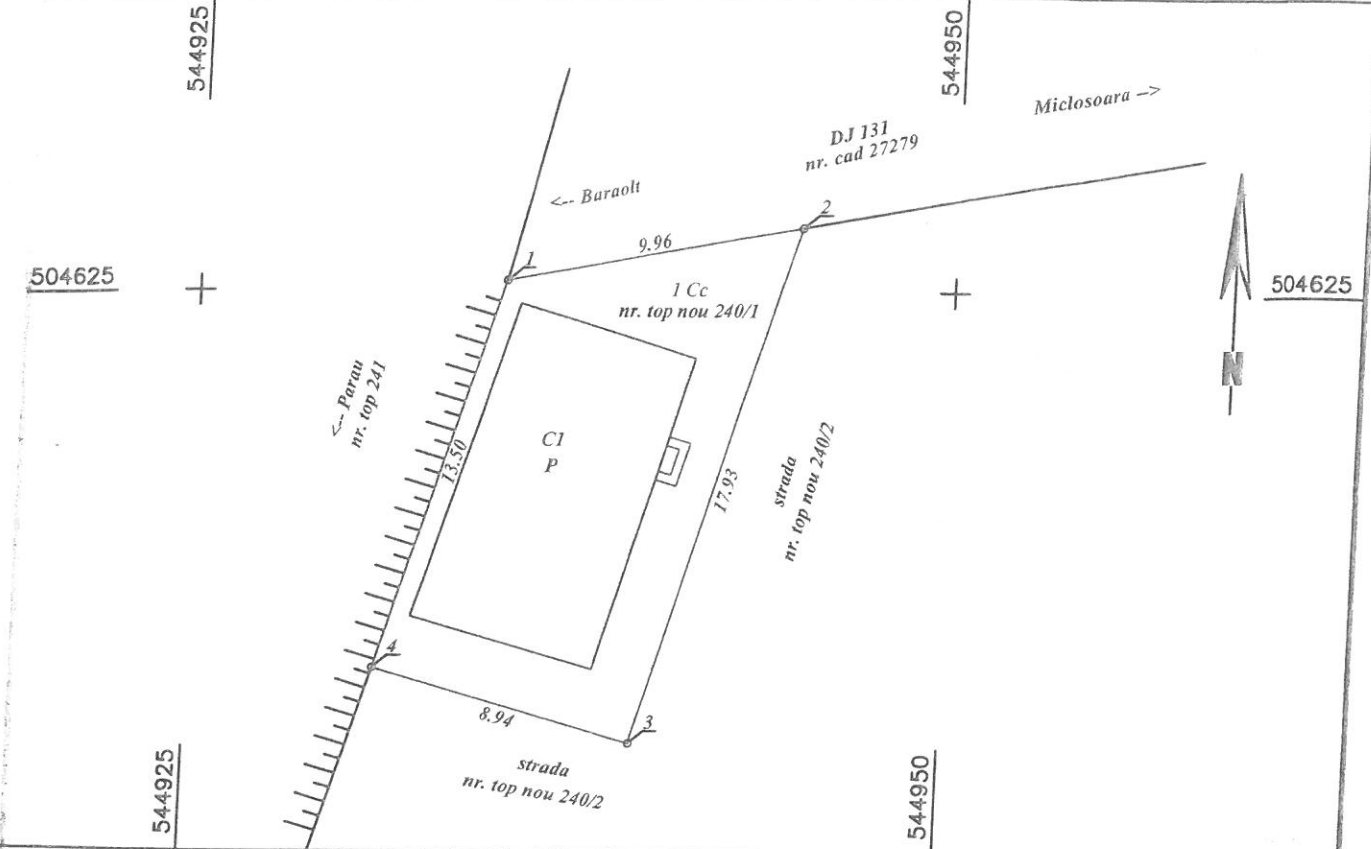 544925
544950
Miclosoara -->
DJ 131
nr. cad 27279
<-- Baraolt
2
9.96
1
504625
504625
1 Cc
nr. top nou 240/1
<-- Parau
nr. top 241
N
C1
P
13.50
17.93
strada
nr. top nou 240/2
4
8.94
3
strada
nr. top nou 240/2
544925
544950